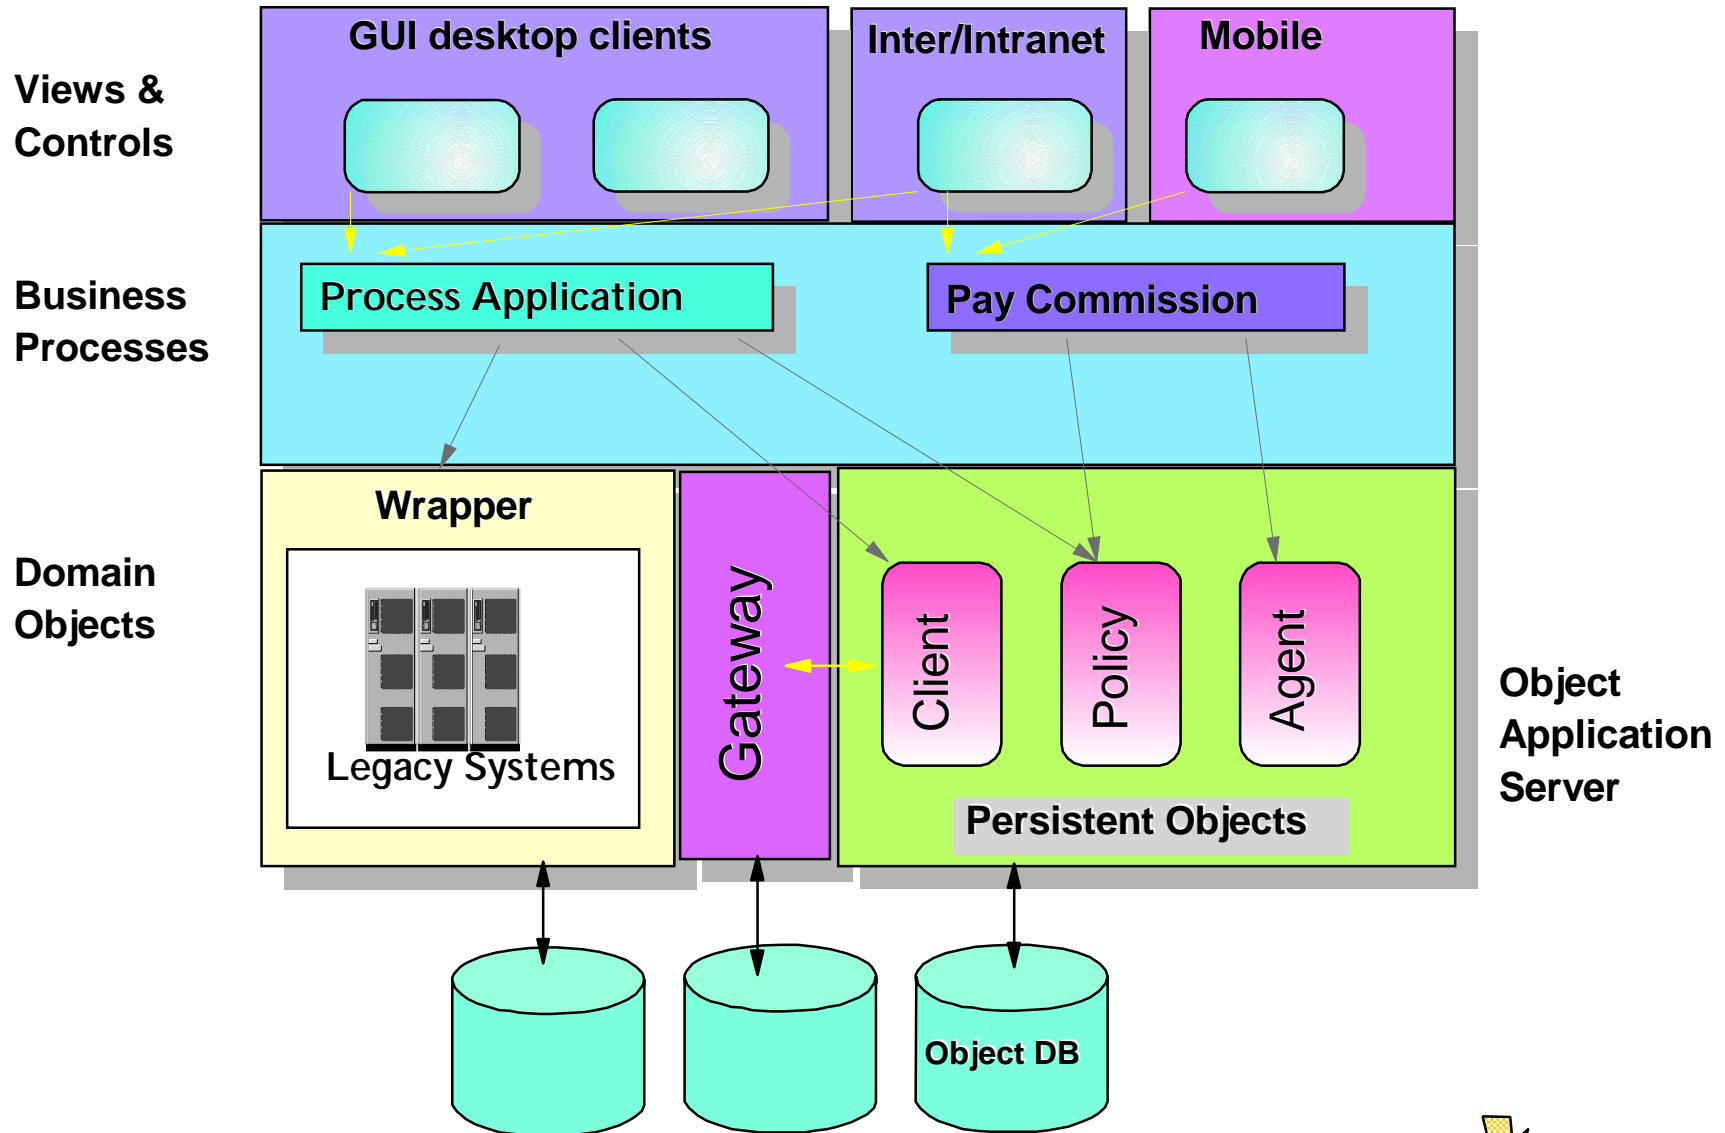 GUI desktop clients
Inter/Intranet
Mobile
Views &
Controls
Business
Processes
Process Application
Pay Commission
Domain
Objects
Wrapper
Legacy Systems
Gateway
Client
Policy
Agent
Persistent Objects
Object
Application
Server
Object DB